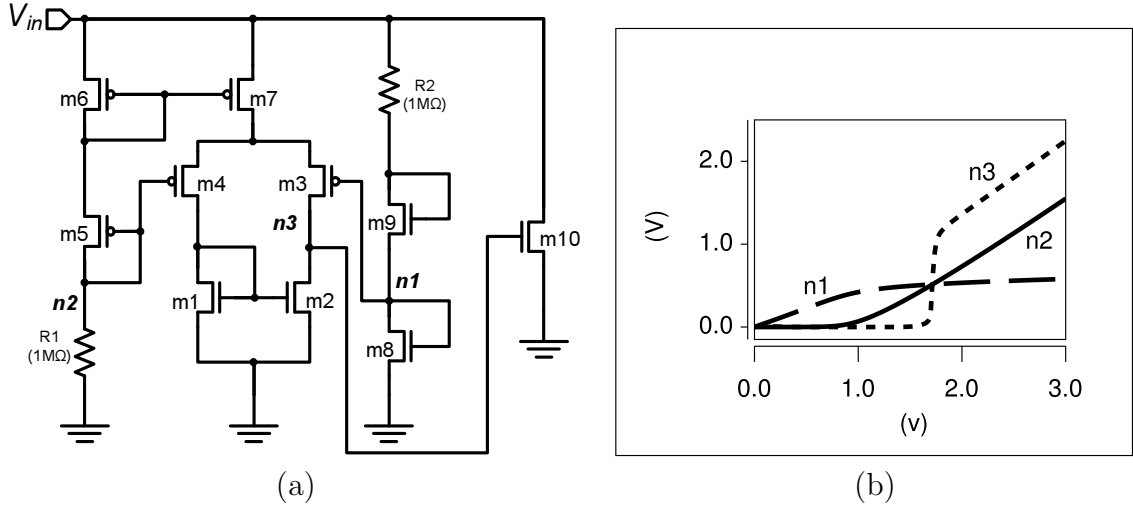 Vin
m6
m7
R2
(1MΩ)
m4
m3
m5
n3
m9
m10
n2
n1
m1
m2
R1
(1MΩ)
m8
(a)
2.0
n3
(V)
1.0
n2
n1
0.0
0.0 1.0 2.0 3.0
(v)
(b)